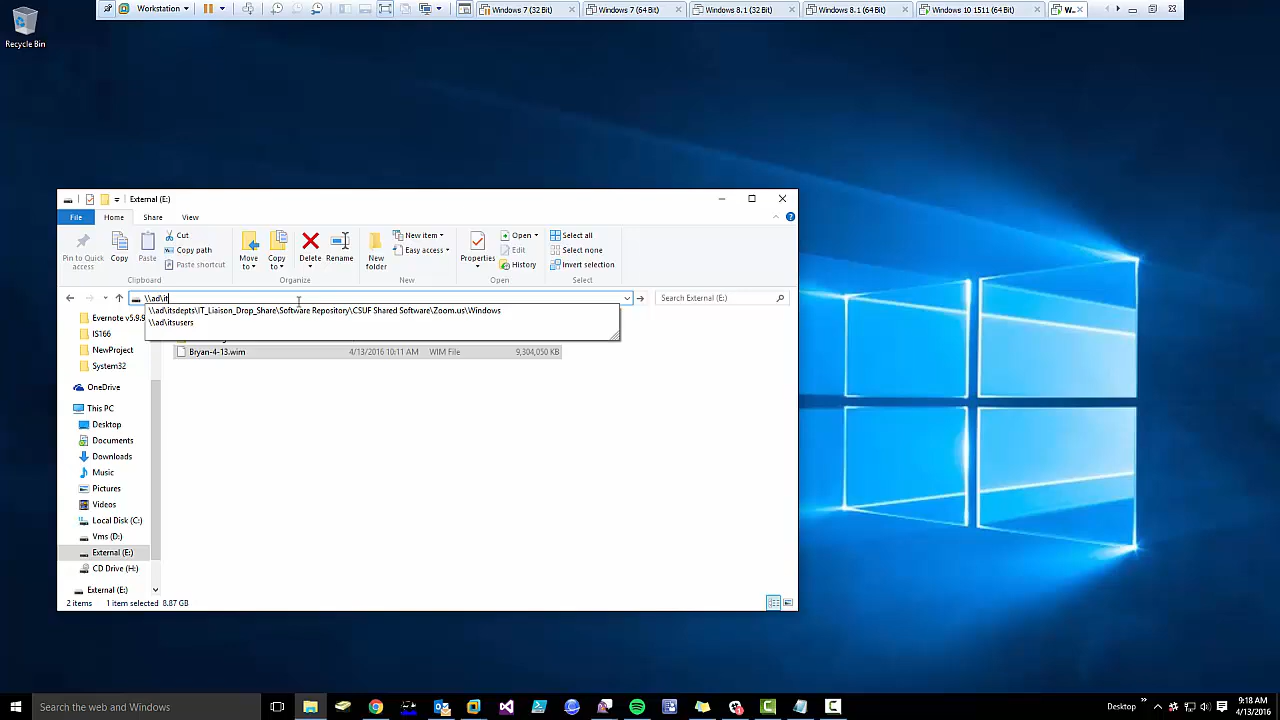 Workstation
Windows 7 (32 Bit)
Windows 7 (64 Bit)
Windows 8.1 (32 Bit)
Windows 8.1 (64 Bit)
Windows 10 1511 (64 Bit)
W...
Recycle Bin
External (E:)
File
Home
Share
View
Pin to Quick access
Copy
Paste
Cut
Copy path
Paste shortcut
Clipboard
Move to
Copy to
Delete
Rename
Organize
New folder
New item
Easy access
New
Properties
Open
Edit
History
Open
Select all
Select none
Invert selection
Select
\\ad\it
Search External (E:)
\\ad\itsdepts\IT_Liaison_Drop_Share\Software Repository\CSUF Shared Software\Zoom.us\Windows
\\ad\itsusers
Evernote v5.9.9
IS166
NewProject
System32
OneDrive
This PC
Desktop
Documents
Downloads
Music
Pictures
Videos
Local Disk (C:)
Vms (D:)
External (E:)
CD Drive (H:)
External (E:)
Bryan-4-13.wim 4/13/2016 10:11 AM WIM File 9,304,050 KB
2 items 1 item selected 8.87 GB
Search the web and Windows
Desktop
9:18 AM
4/13/2016